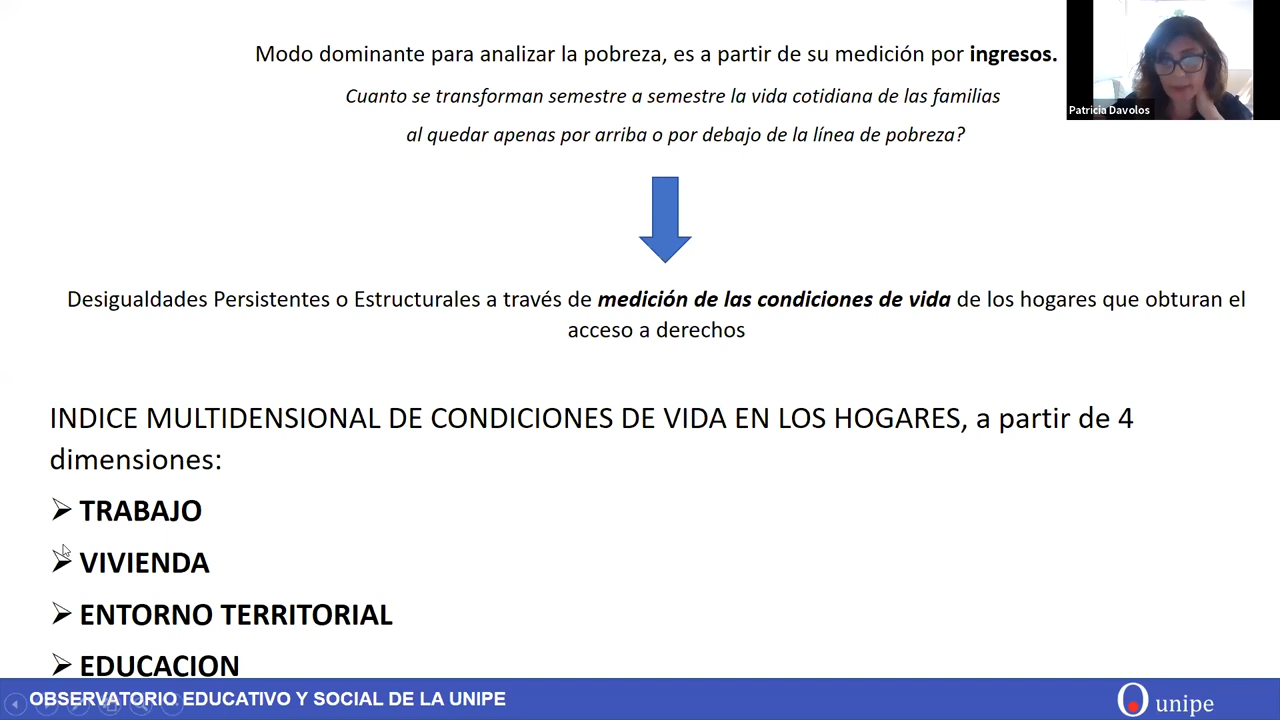 Modo dominante para analizar la pobreza, es a partir de su medición por ingresos.
Cuanto se transforman semestre a semestre la vida cotidiana de las familias
al quedar apenas por arriba o por debajo de la línea de pobreza?
Patricia Davolos
Desigualdades Persistentes o Estructurales a través de medición de las condiciones de vida de los hogares que obturan el
acceso a derechos
INDICE MULTIDENSIONAL DE CONDICIONES DE VIDA EN LOS HOGARES, a partir de 4
dimensiones:
TRABAJO
VIVIENDA
ENTORNO TERRITORIAL
EDUCACION
OBSERVATORIO EDUCATIVO Y SOCIAL DE LA UNIPE
unipe